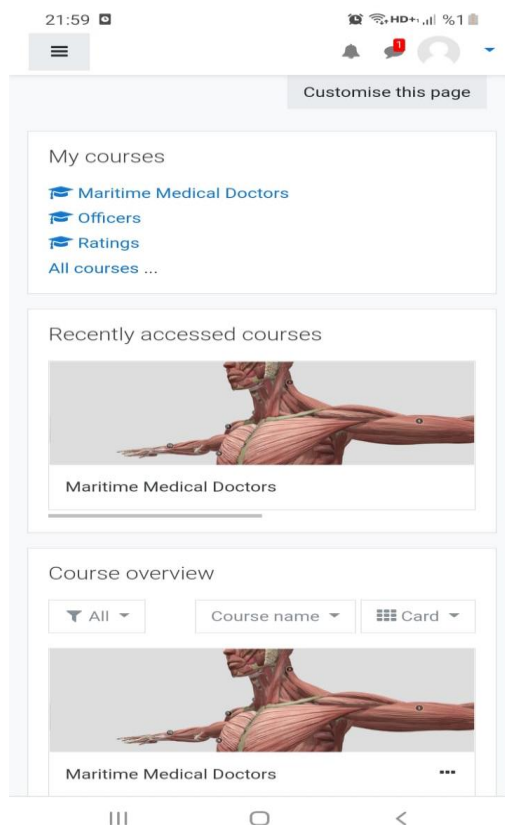 21:59 HD+ %1
1
Customise this page
My courses
Maritime Medical Doctors
Officers
Ratings
All courses ...
Recently accessed courses
Maritime Medical Doctors
Course overview
All Course name Card
Maritime Medical Doctors